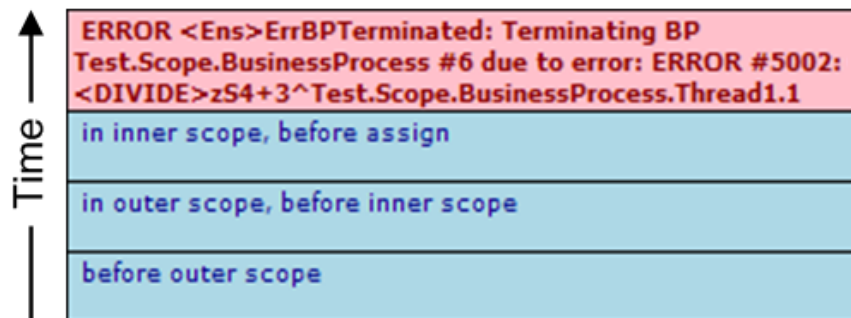 Time
ERROR <Ens>ErrBPTerminated: Terminating BP
Test.Scope.BusinessProcess #6 due to error: ERROR #5002:
<DIVIDE>zS4+3^Test.Scope.BusinessProcess.Thread1.1
in inner scope, before assign
in outer scope, before inner scope
before outer scope